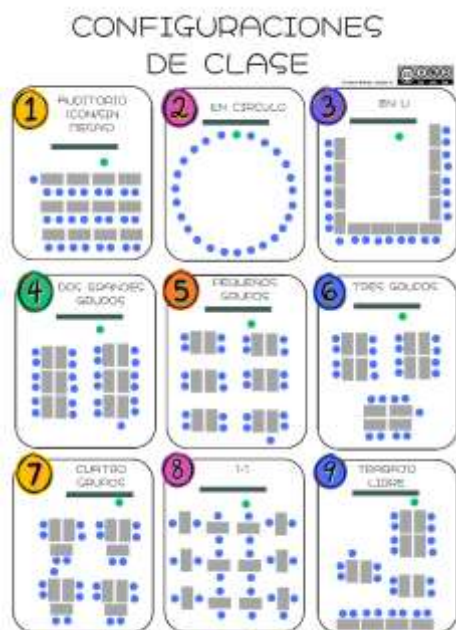 CONFIGURACIONES
DE CLASE
1
AUDITORIO
(CON/SIN
MESAS)
2
EN CÍRCULO
3
EN U
4
DOS GRANDES
GRUPOS
5
PEQUEÑOS
GRUPOS
6
TRES GRUPOS
7
CUATRO
GRUPOS
8
1-1
9
TRABAJO
LIBRE